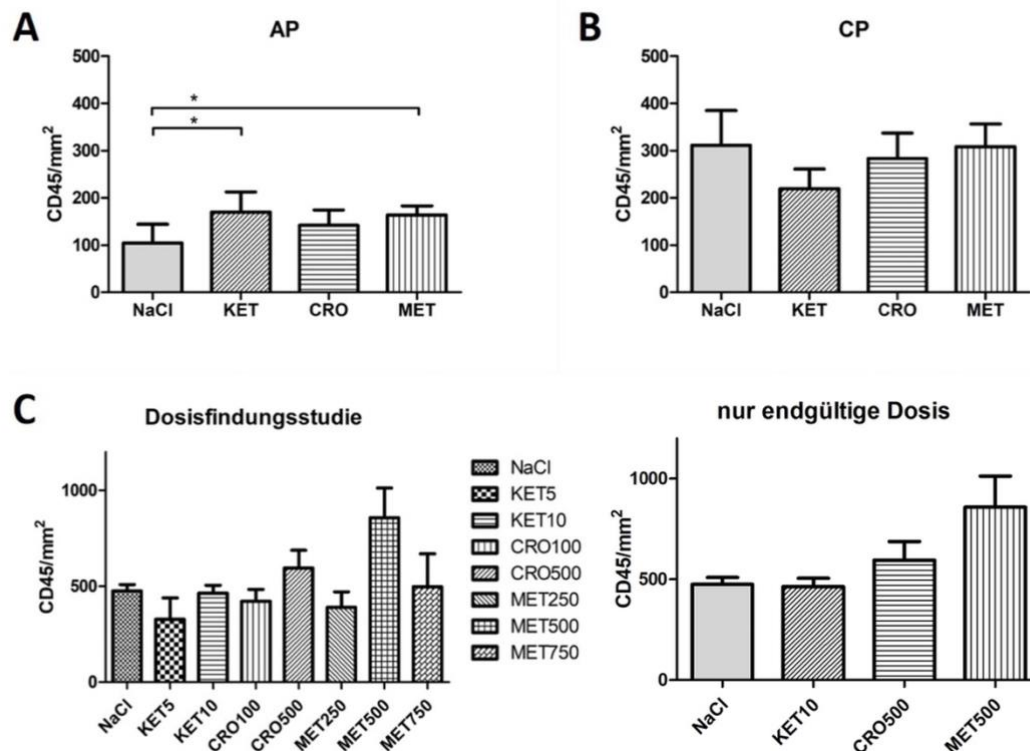 A
AP
CD45/mm²
500
400
300
200
100
0
*
*
NaCl
KET
CRO
MET
B
CP
CD45/mm²
500
400
300
200
100
0
NaCl
KET
CRO
MET
C
Dosisfindungsstudie
CD45/mm²
1000
500
0
NaCl
KET5
KET10
CRO100
CRO500
MET250
MET500
MET750
NaCl
KET5
KET10
CRO100
CRO500
MET250
MET500
MET750
nur endgültige Dosis
CD45/mm²
1000
500
0
NaCl
KET10
CRO500
MET500